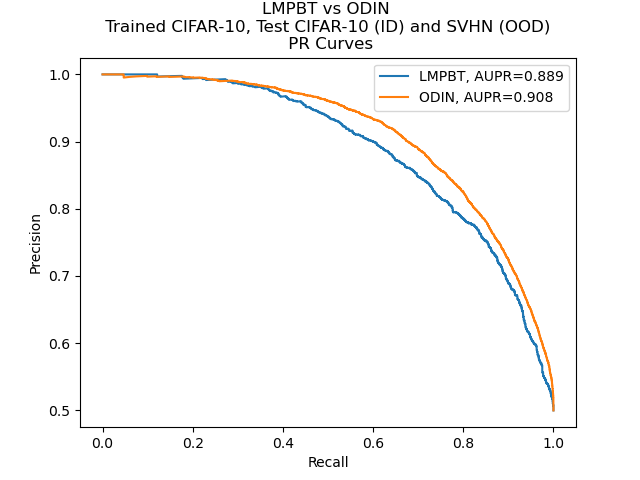 LMPBT vs ODIN
Trained CIFAR-10, Test CIFAR-10 (ID) and SVHN (OOD)
PR Curves
LMPBT, AUPR=0.889
ODIN, AUPR=0.908
1.0
0.9
0.8
0.7
0.6
0.5
Precision
0.0
0.2
0.4
0.6
0.8
1.0
Recall